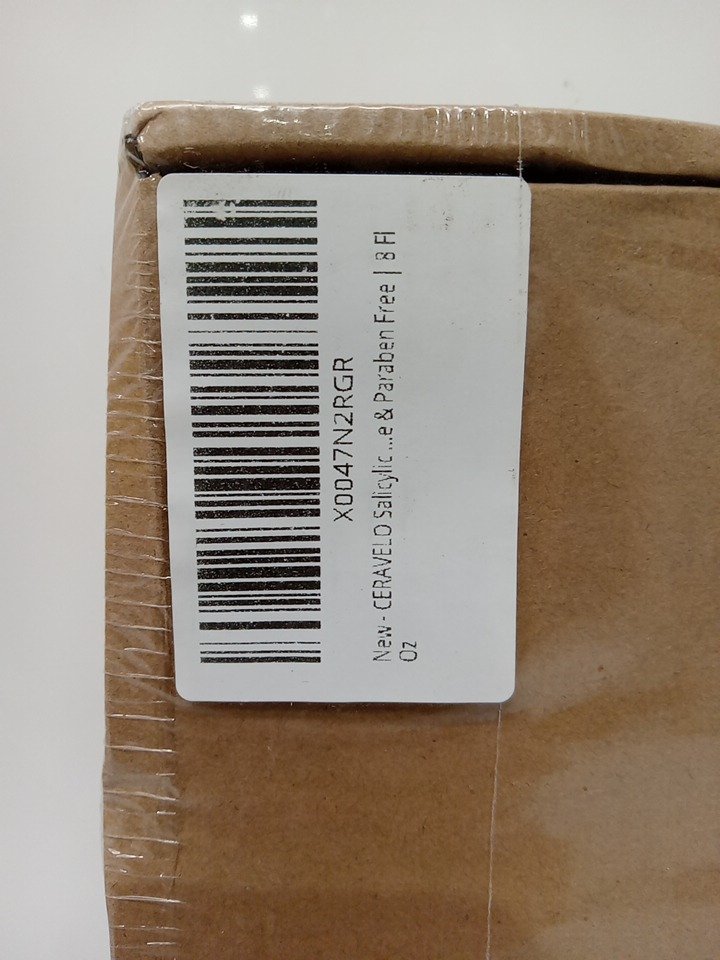 X0047N2RGR
New - CERAVELO Salicylic ...e & Paraben Free | 8 Fl
Oz